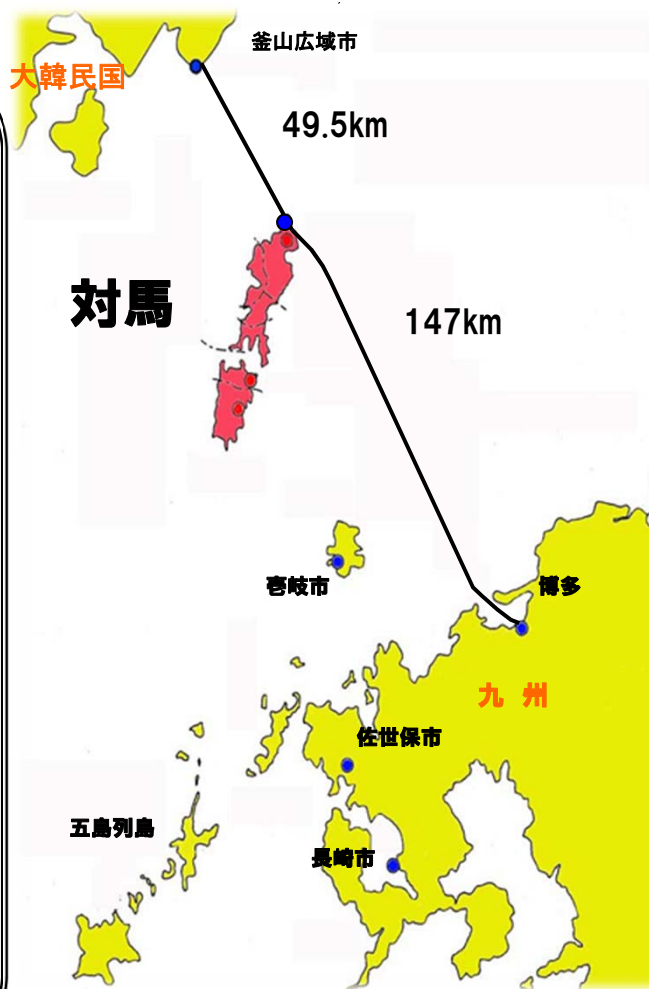 釜山広域市
大韓民国
49.5km
対馬
147km
壱岐市
博多
九 州
佐世保市
五島列島
長崎市